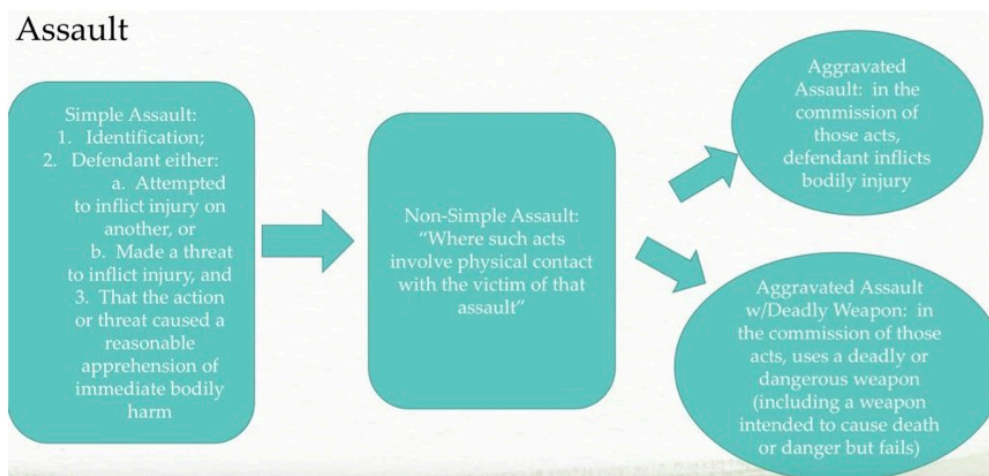 Assault
Simple Assault:
1. Identification;
2. Defendant either:
a. Attempted
to inflict injury on
another, or
b. Made a threat
to inflict injury, and
3. That the action
or threat caused a
reasonable
apprehension of
immediate bodily
harm
Non-Simple Assault:
“Where such acts
involve physical contact
with the victim of that
assault”
Aggravated
Assault: in the
commission of
those acts,
defendant inflicts
bodily injury
Aggravated Assault
w/Deadly Weapon: in
the commission of those
acts, uses a deadly or
dangerous weapon
(including a weapon
intended to cause death
or danger but fails)